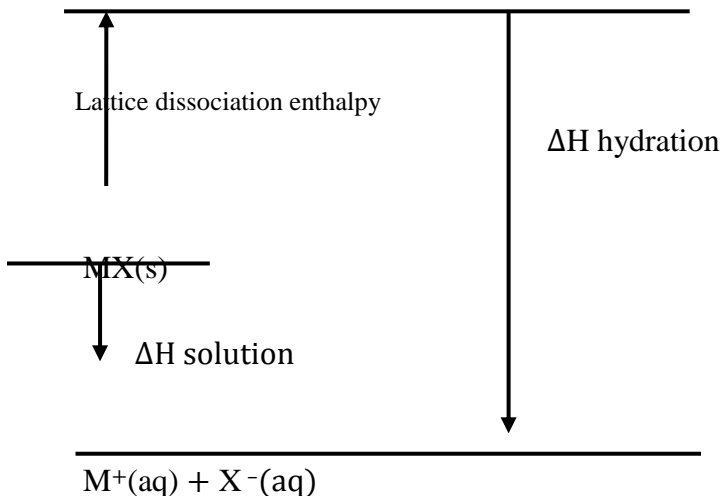 Lattice dissociation enthalpy
ΔH hydration
MX(s)
ΔH solution
M⁺(aq) + X⁻(aq)